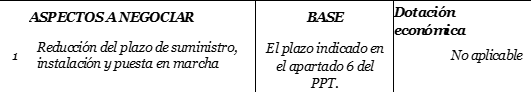 ASPECTOS A NEGOCIAR
BASE
Dotación
económica
1
Reducción del plazo de suministro,
instalación y puesta en marcha
El plazo indicado en
el apartado 6 del
PPT.
No aplicable